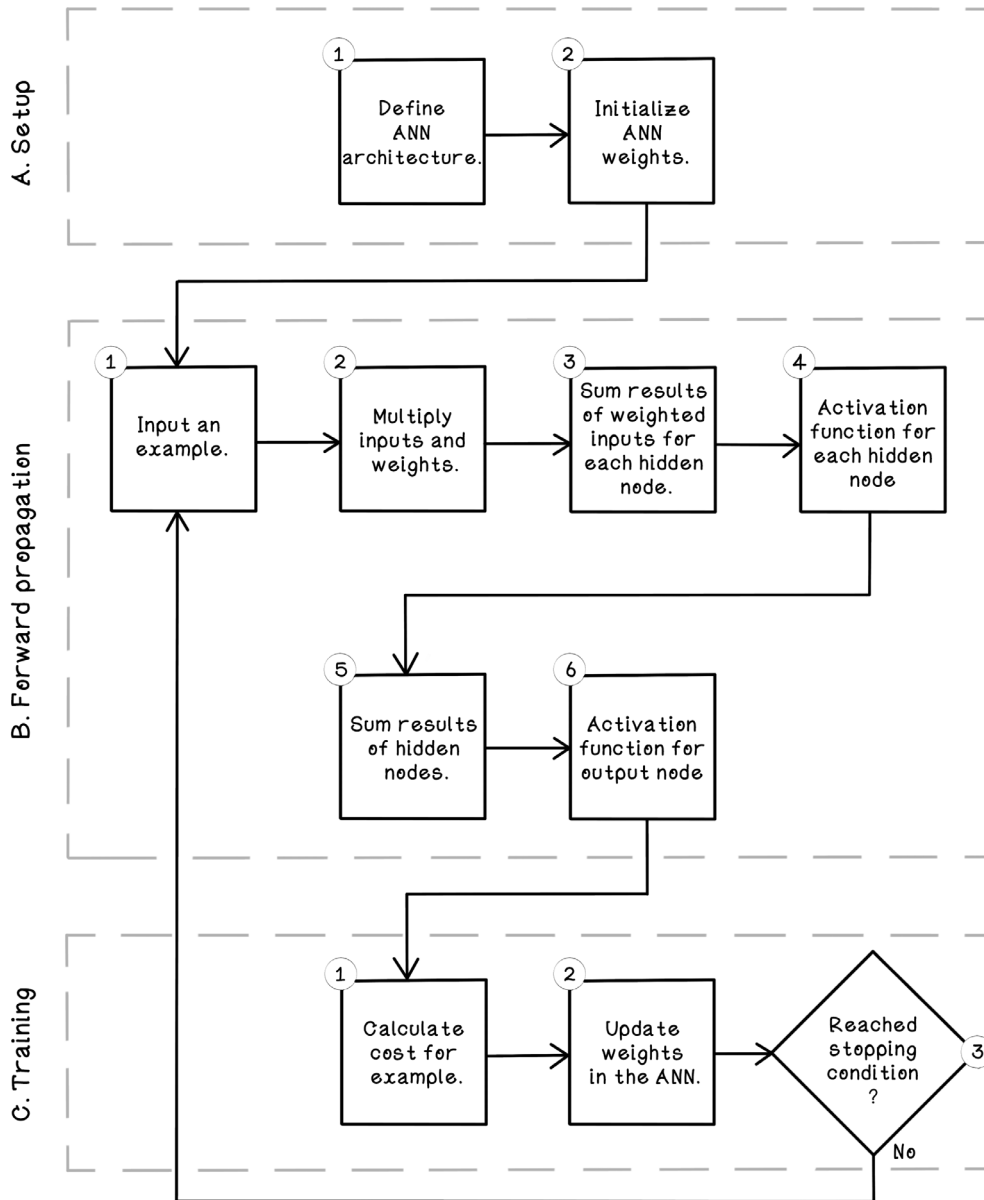 A. Setup
1
Define
ANN
architecture.
2
Initialize
ANN
weights.
B. Forward propagation
1
Input an
example.
2
Multiply
inputs and
weights.
3
Sum results
of weighted
inputs for
each hidden
node.
4
Activation
function for
each hidden
node
5
Sum results
of hidden
nodes.
6
Activation
function for
output node
C. Training
1
Calculate
cost for
example.
2
Update
weights
in the ANN.
3
Reached
stopping
condition
?
No